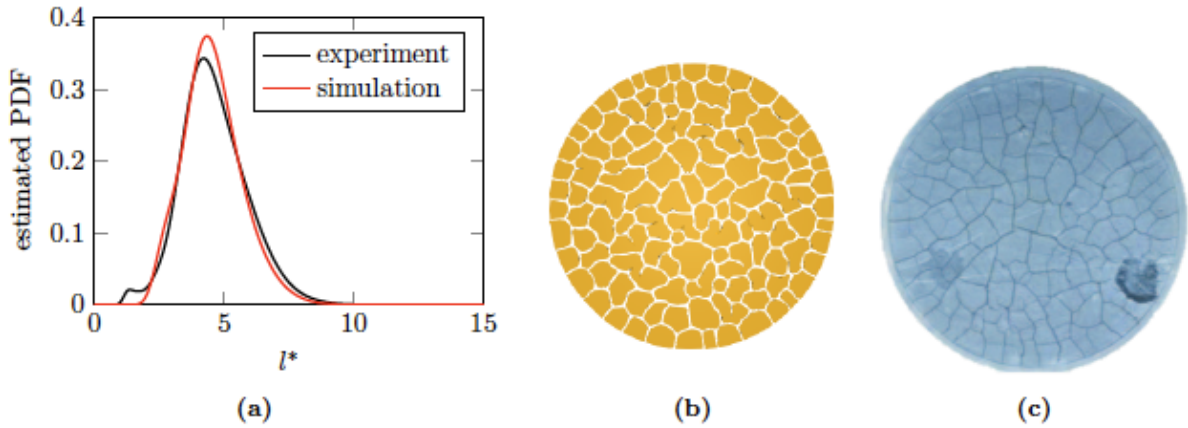 0.4
0.3
0.2
0.1
0
estimated PDF
experiment
simulation
0 5 10 15
l*
(a) (b) (c)